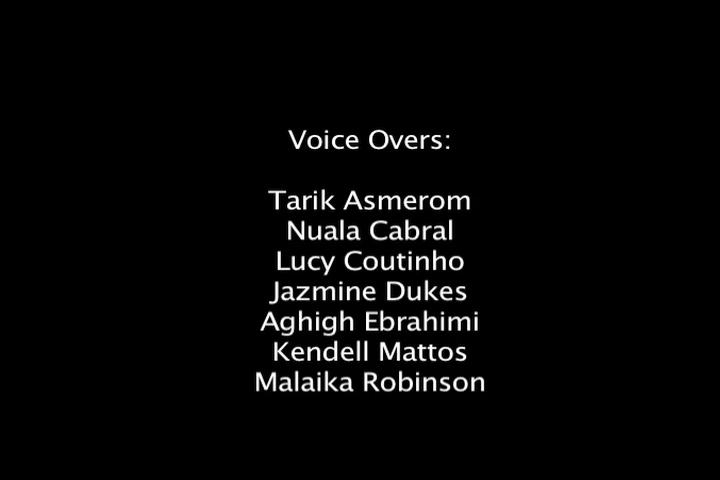 Voice Overs:
Tarik Asmerom
Nuala Cabral
Lucy Coutinho
Jazmine Dukes
Aghigh Ebrahimi
Kendell Mattos
Malaika Robinson